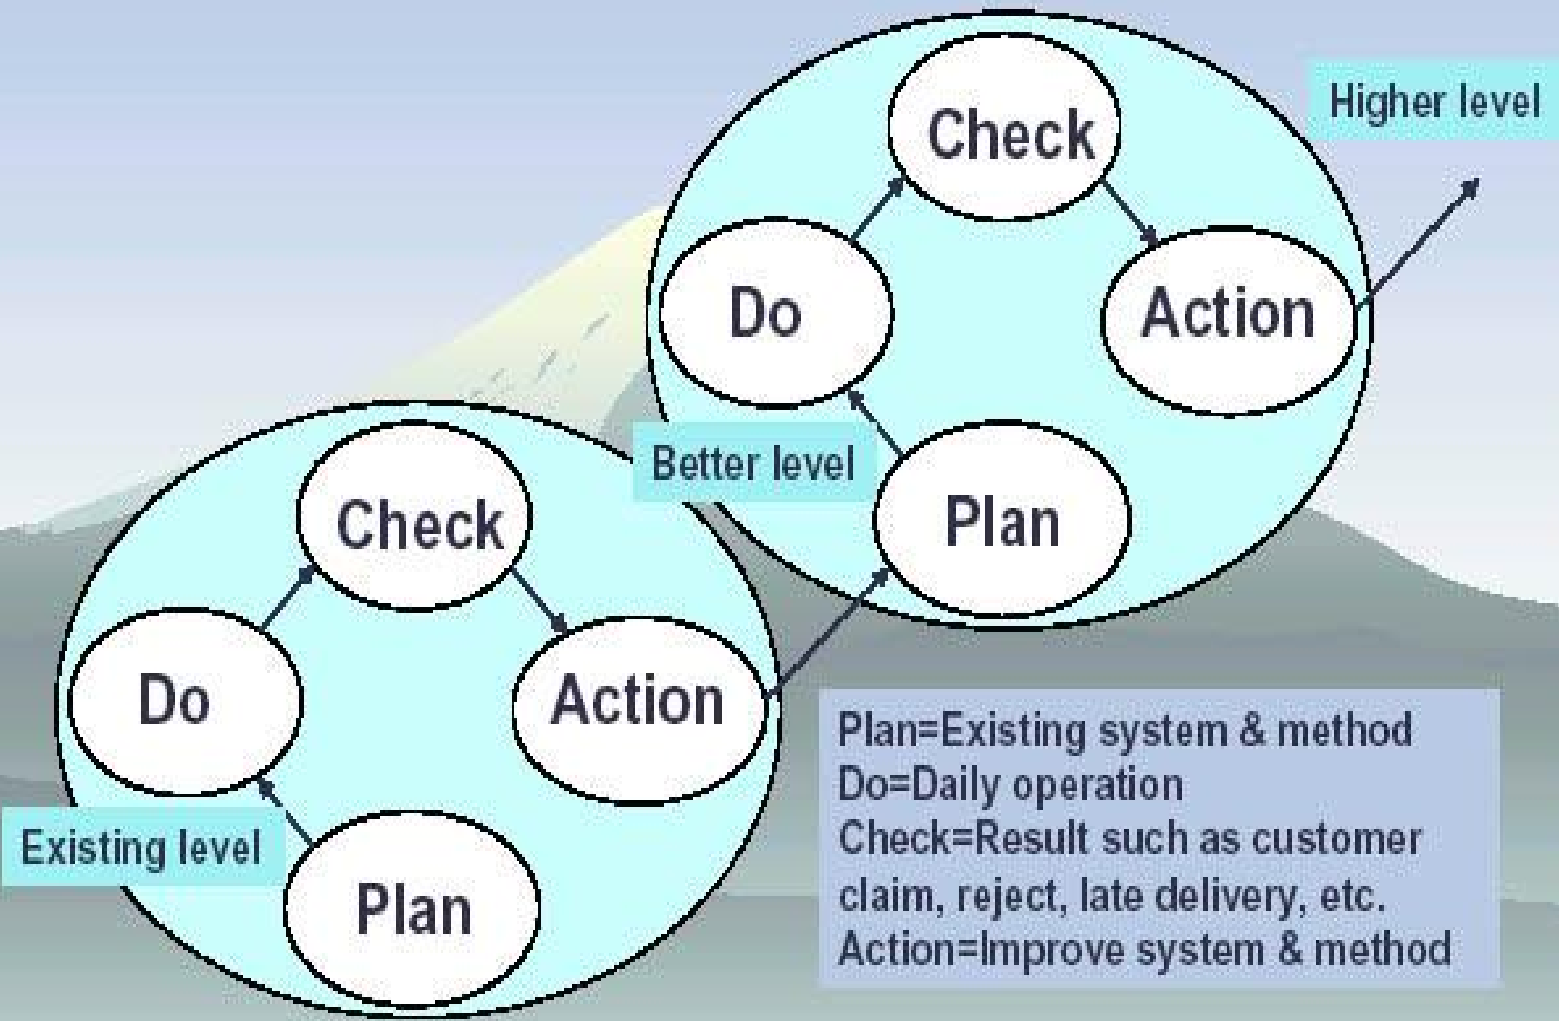 Higher level
Check
Do
Action
Better level
Plan
Check
Do
Action
Existing level
Plan
Plan=Existing system & method
Do=Daily operation
Check=Result such as customer
claim, reject, late delivery, etc.
Action=Improve system & method